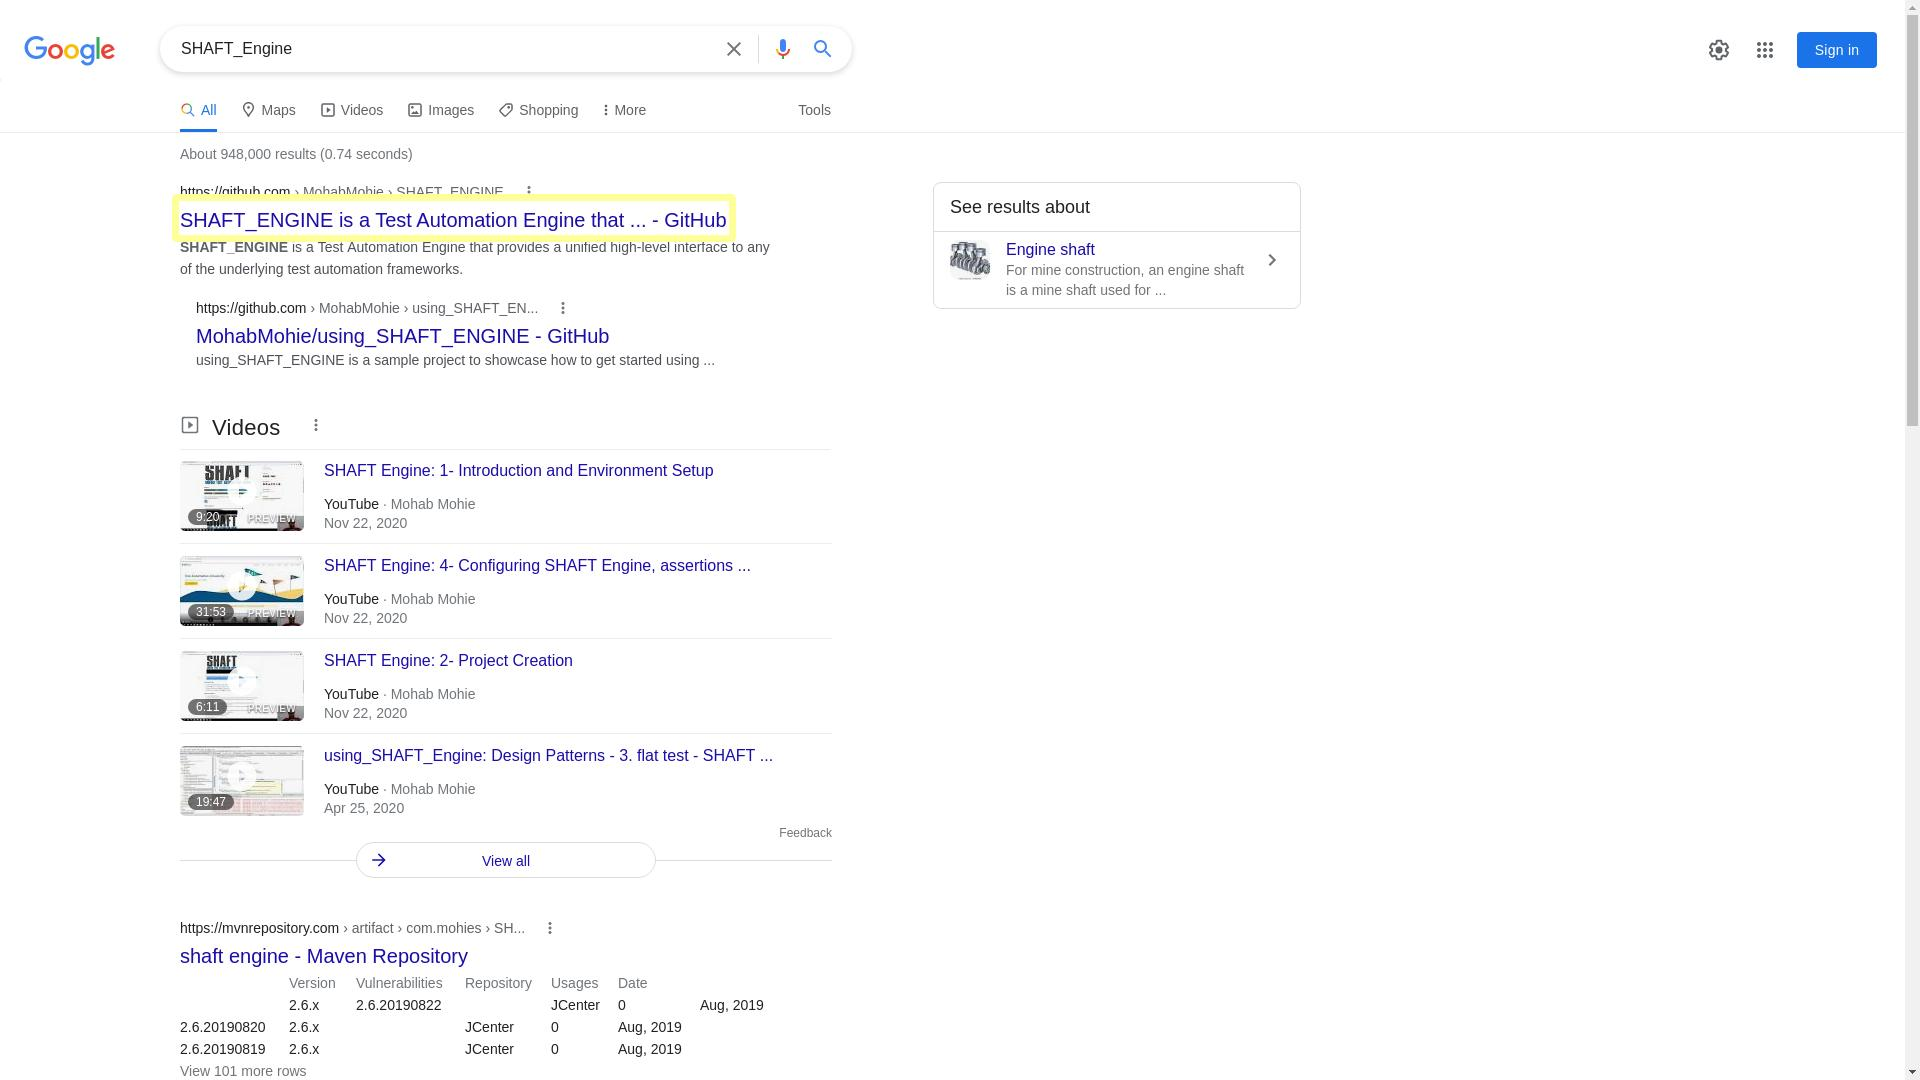 Google
SHAFT_Engine
Sign in
All
Maps
Videos
Images
Shopping
More
Tools
About 948,000 results (0.74 seconds)
https://github.com › MohabMohie › SHAFT_ENGINE
SHAFT_ENGINE is a Test Automation Engine that ... - GitHub
SHAFT_ENGINE is a Test Automation Engine that provides a unified high-level interface to any
of the underlying test automation frameworks.
https://github.com › MohabMohie › using_SHAFT_EN...
MohabMohie/using_SHAFT_ENGINE - GitHub
using_SHAFT_ENGINE is a sample project to showcase how to get started using ...
See results about
Engine shaft
For mine construction, an engine shaft
is a mine shaft used for ...
Videos
SHAFT
9:20
PREVIEW
SHAFT Engine: 1- Introduction and Environment Setup
YouTube · Mohab Mohie
Nov 22, 2020
31:53
PREVIEW
SHAFT Engine: 4- Configuring SHAFT Engine, assertions ...
YouTube · Mohab Mohie
Nov 22, 2020
SHAFT
6:11
PREVIEW
SHAFT Engine: 2- Project Creation
YouTube · Mohab Mohie
Nov 22, 2020
19:47
using_SHAFT_Engine: Design Patterns - 3. flat test - SHAFT ...
YouTube · Mohab Mohie
Apr 25, 2020
Feedback
View all
https://mvnrepository.com › artifact › com.mohies › SH...
shaft engine - Maven Repository
Version Vulnerabilities Repository Usages Date
2.6.x 2.6.20190822 JCenter 0 Aug, 2019
2.6.20190820 2.6.x JCenter 0 Aug, 2019
2.6.20190819 2.6.x JCenter 0 Aug, 2019
View 101 more rows